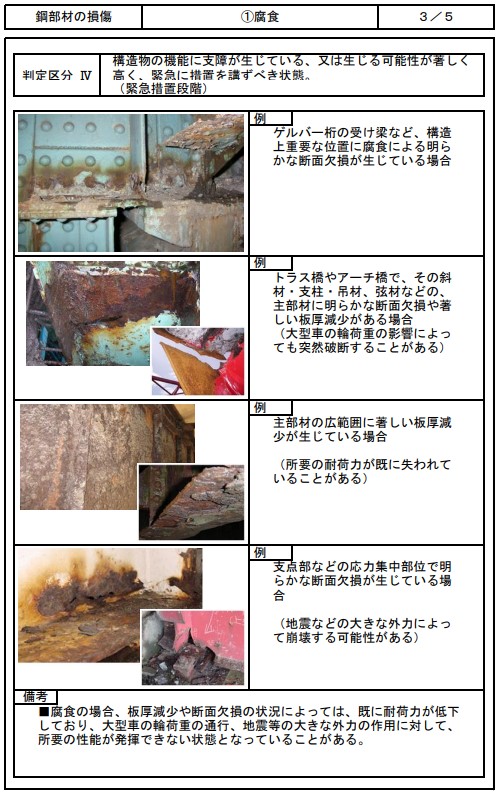 鋼部材の損傷 ①腐食 ３／５
判定区分 Ⅳ
構造物の機能に支障が生じている、又は生じる可能性が著しく
高く、緊急に措置を講ずべき状態。
（緊急措置段階）
例
ゲルバー桁の受け梁など、構造
上重要な位置に腐食による明ら
かな断面欠損が生じている場合
例
トラス橋やアーチ橋で、その斜
材・支柱・吊材、弦材などの、
主部材に明らかな断面欠損や著
しい板厚減少がある場合
（大型車の輪荷重の影響によっ
ても突然破断することがある）
例
主部材の広範囲に著しい板厚減
少が生じている場合
（所要の耐荷力が既に失われて
いることがある）
例
支点部などの応力集中部位で明
らかな断面欠損が生じている場
合
（地震などの大きな外力によっ
て崩壊する可能性がある）
備考
■腐食の場合、板厚減少や断面欠損の状況によっては、既に耐荷力が低下
しており、大型車の輪荷重の通行、地震等の大きな外力の作用に対して、
所要の性能が発揮できない状態となっていることがある。